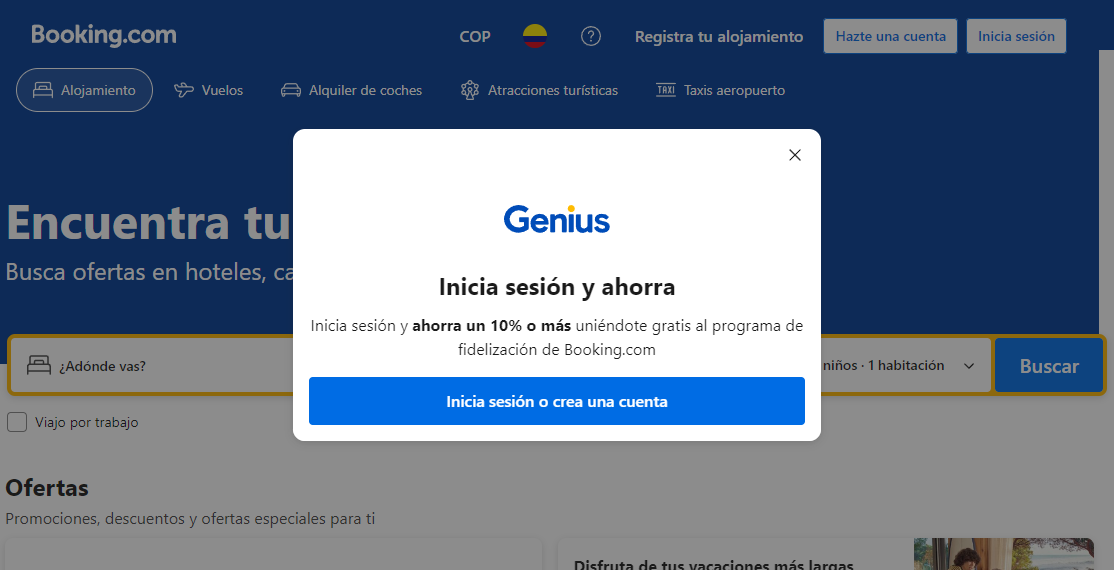 Booking.com
COP
Registra tu alojamiento
Hazte una cuenta
Inicia sesión
Alojamiento
Vuelos
Alquiler de coches
Atracciones turísticas
TAXI
Taxis aeropuerto
Encuentra tu
Busca ofertas en hoteles, ca
Genius
Inicia sesión y ahorra
Inicia sesión y ahorra un 10% o más uniéndote gratis al programa de
fidelización de Booking.com
Inicia sesión o crea una cuenta
¿Adónde vas?
niños · 1 habitación
Buscar
Viajo por trabajo
Ofertas
Promociones, descuentos y ofertas especiales para ti
Disfruta de tus vacaciones más largas